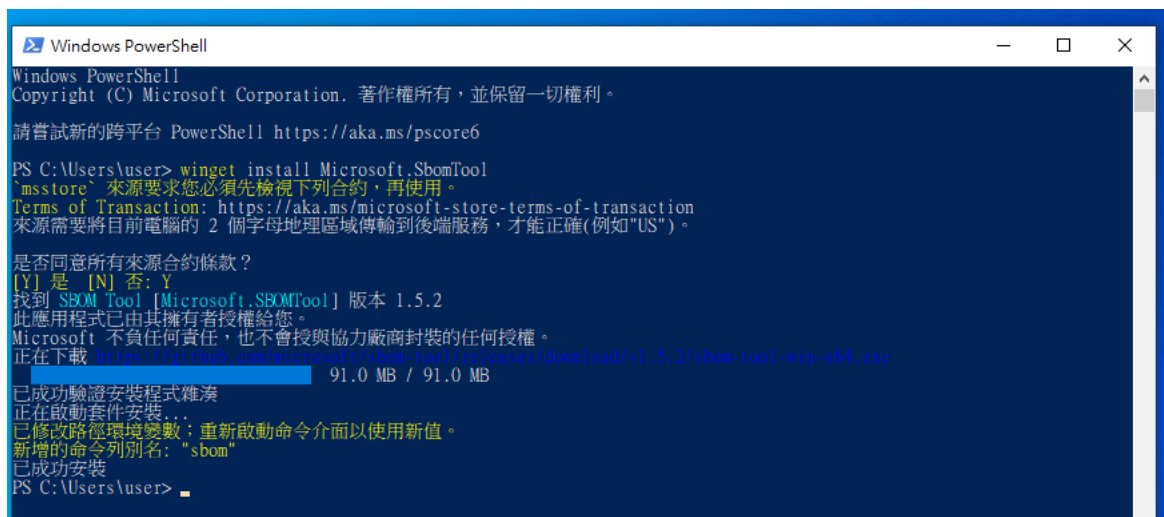 Windows PowerShell
Windows PowerShell
Copyright (C) Microsoft Corporation. 著作權所有，並保留一切權利。
請嘗試新的跨平台 PowerShell https://aka.ms/pscore6
PS C:\Users\user> winget install Microsoft.SbomTool
`msstore` 來源要求您必須先檢視下列合約，再使用。
Terms of Transaction: https://aka.ms/microsoft-store-terms-of-transaction
來源需要將目前電腦的 2 個字母地理區域傳輸到後端服務，才能正確(例如"US")。
是否同意所有來源合約條款？
[Y] 是  [N] 否: Y
找到 SBOM Tool [Microsoft.SBOMTool] 版本 1.5.2
此應用程式已由其擁有者授權給您。
Microsoft 不負任何責任，也不會授與協力廠商封裝的任何授權。
正在下載 https://github.com/microsoft/sbom-tool/releases/download/v1.5.2/sbom-tool-win-x64.exe
91.0 MB / 91.0 MB
已成功驗證安裝程式雜湊
正在啟動套件安裝...
已修改路徑環境變數；重新啟動命令介面以使用新值。
新增的命令列別名: "sbom"
已成功安裝
PS C:\Users\user>